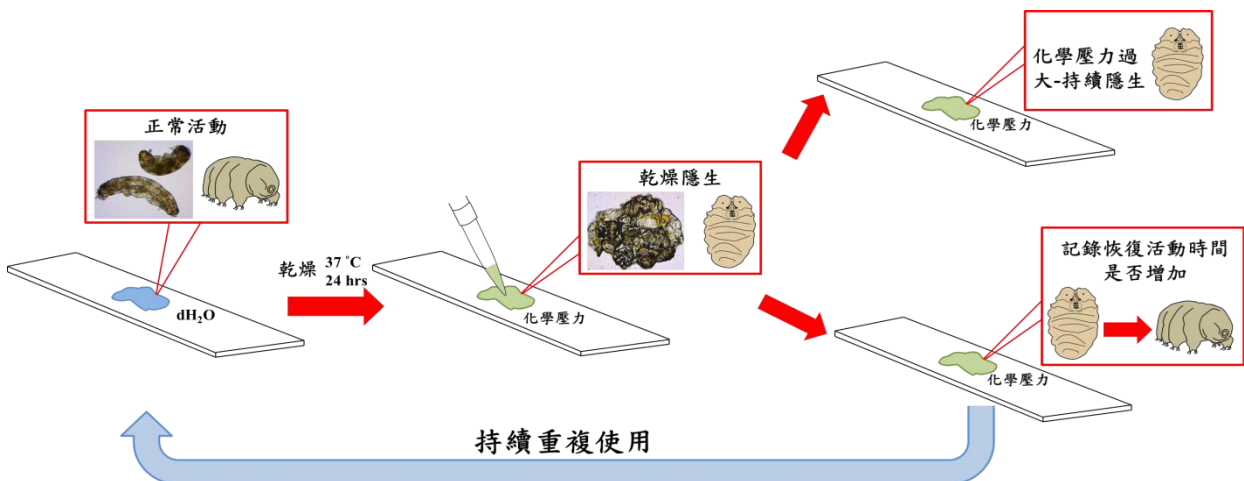 正常活動
dH₂O
乾燥 37 °C
24 hrs
化學壓力
乾燥隱生
化學壓力過
大-持續隱生
化學壓力
記錄恢復活動時間
是否增加
化學壓力
持續重複使用